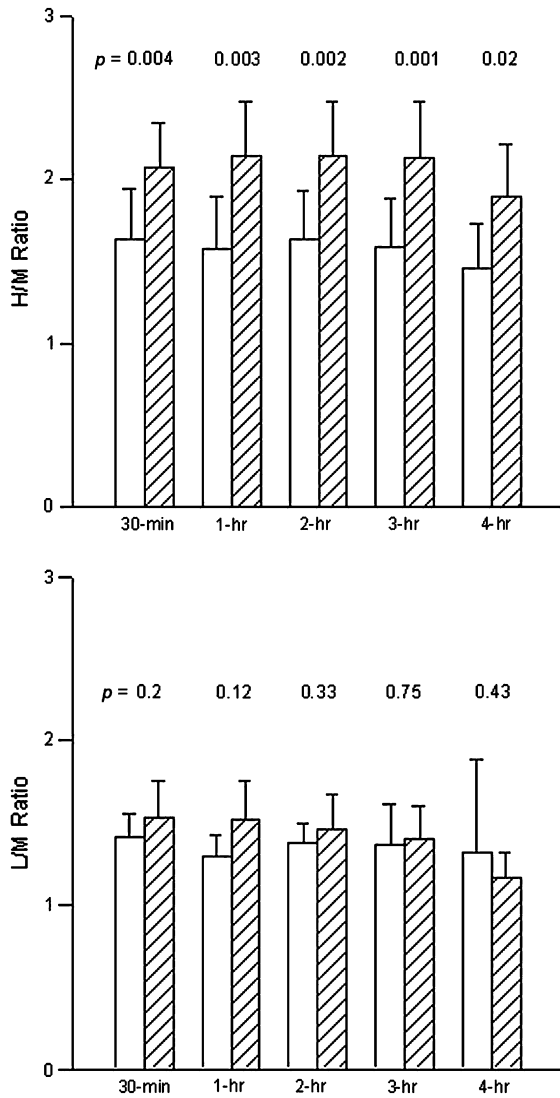 3
p = 0.004 0.003 0.002 0.001 0.02
2
H/M Ratio
1
0
30-min 1-hr 2-hr 3-hr 4-hr
3
p = 0.2 0.12 0.33 0.75 0.43
2
L/M Ratio
1
0
30-min 1-hr 2-hr 3-hr 4-hr